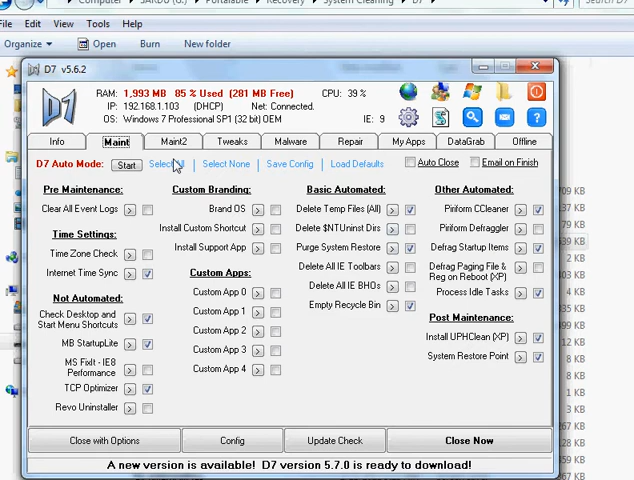 Computer
Portable
Recovery
System Cleaning
D7
File Edit View Tools Help
Organize Open Burn New folder
D7 v5.6.2
D7
RAM: 1,993 MB 85 % Used (281 MB Free) CPU: 39 %
IP: 192.168.1.103 (DHCP) Net: Connected.
OS: Windows 7 Professional SP1 (32 bit) OEM IE: 9
Info Maint Maint2 Tweaks Malware Repair My Apps DataGrab Offline
D7 Auto Mode: Start Select All Select None Save Config Load Defaults Auto Close Email on Finish
Pre Maintenance:
Clear All Event Logs >
Time Settings:
Time Zone Check >
Internet Time Sync >
Not Automated:
Check Desktop and
Start Menu Shortcuts >
MB StartupLite >
MS FixIt - IE8
Performance >
TCP Optimizer >
Revo Uninstaller >
Custom Branding:
Brand OS >
Install Custom Shortcut >
Install Support App >
Custom Apps:
Custom App 0 >
Custom App 1 >
Custom App 2 >
Custom App 3 >
Custom App 4 >
Basic Automated:
Delete Temp Files (All) >
Delete $NTUninst Dirs >
Purge System Restore >
Delete All IE Toolbars >
Delete All IE BHOs >
Empty Recycle Bin >
Other Automated:
Piriform CCleaner >
Piriform Defraggler >
Defrag Startup Items >
Defrag Paging File &
Reg on Reboot (XP) >
Process Idle Tasks >
Post Maintenance:
Install UPHClean (XP) >
System Restore Point >
Close with Options Config Update Check Close Now
A new version is available! D7 version 5.7.0 is ready to download!